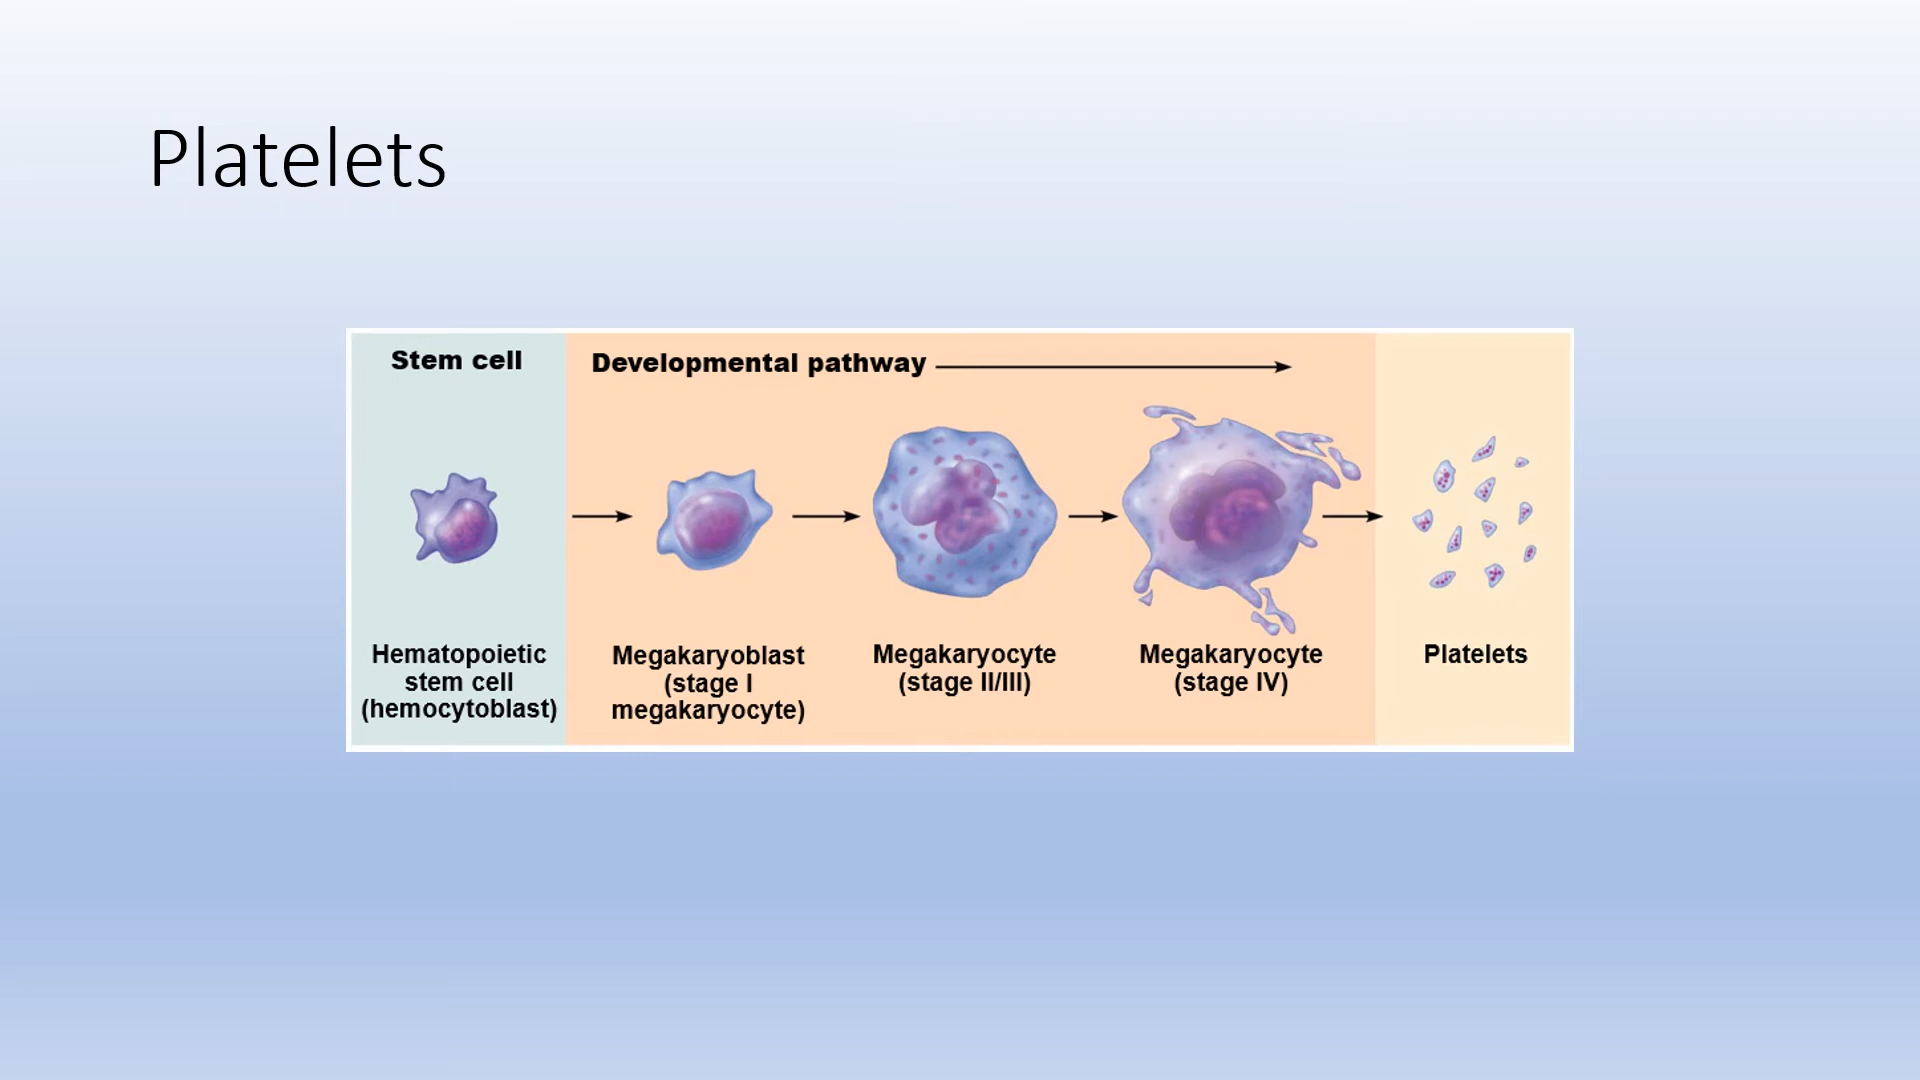 Platelets
Stem cell
Developmental pathway
Hematopoietic
stem cell
(hemocytoblast)
Megakaryoblast
(stage I
megakaryocyte)
Megakaryocyte
(stage II/III)
Megakaryocyte
(stage IV)
Platelets